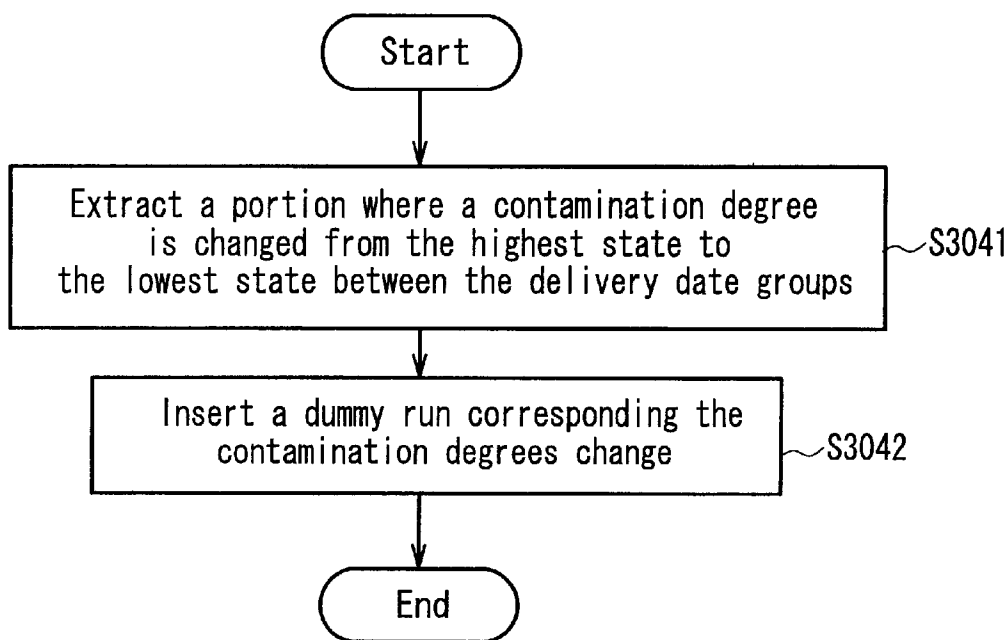 Start
Extract a portion where a contamination degree
is changed from the highest state to
the lowest state between the delivery date groups
S3041
Insert a dummy run corresponding the
contamination degrees change
S3042
End